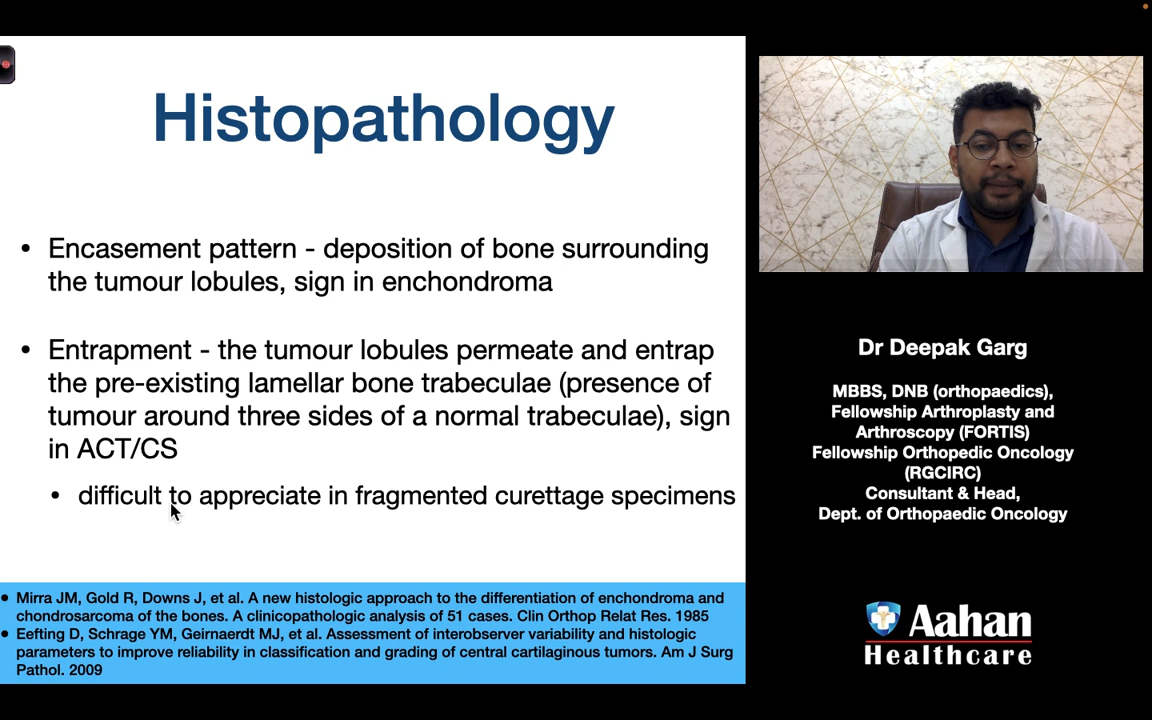 Histopathology
• Encasement pattern - deposition of bone surrounding
the tumour lobules, sign in enchondroma
• Entrapment - the tumour lobules permeate and entrap
the pre-existing lamellar bone trabeculae (presence of
tumour around three sides of a normal trabeculae), sign
in ACT/CS
• difficult to appreciate in fragmented curettage specimens
• Mirra JM, Gold R, Downs J, et al. A new histologic approach to the differentiation of enchondroma and
chondrosarcoma of the bones. A clinicopathologic analysis of 51 cases. Clin Orthop Relat Res. 1985
• Eefting D, Schrage YM, Geirnaerdt MJ, et al. Assessment of interobserver variability and histologic
parameters to improve reliability in classification and grading of central cartilaginous tumors. Am J Surg
Pathol. 2009
Dr Deepak Garg
MBBS, DNB (orthopaedics),
Fellowship Arthroplasty and
Arthroscopy (FORTIS)
Fellowship Orthopedic Oncology
(RGCIRC)
Consultant & Head,
Dept. of Orthopaedic Oncology
Aahan
Healthcare